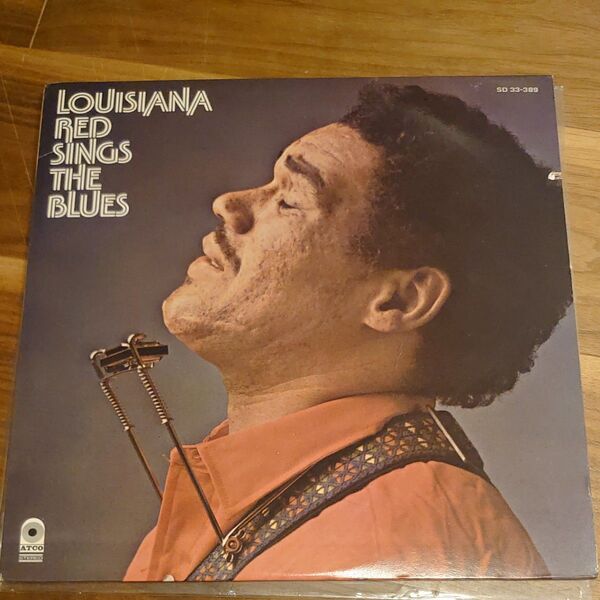 LOUISIANA
RED
SINGS
THE
BLUES
SD 33-389
ATCO